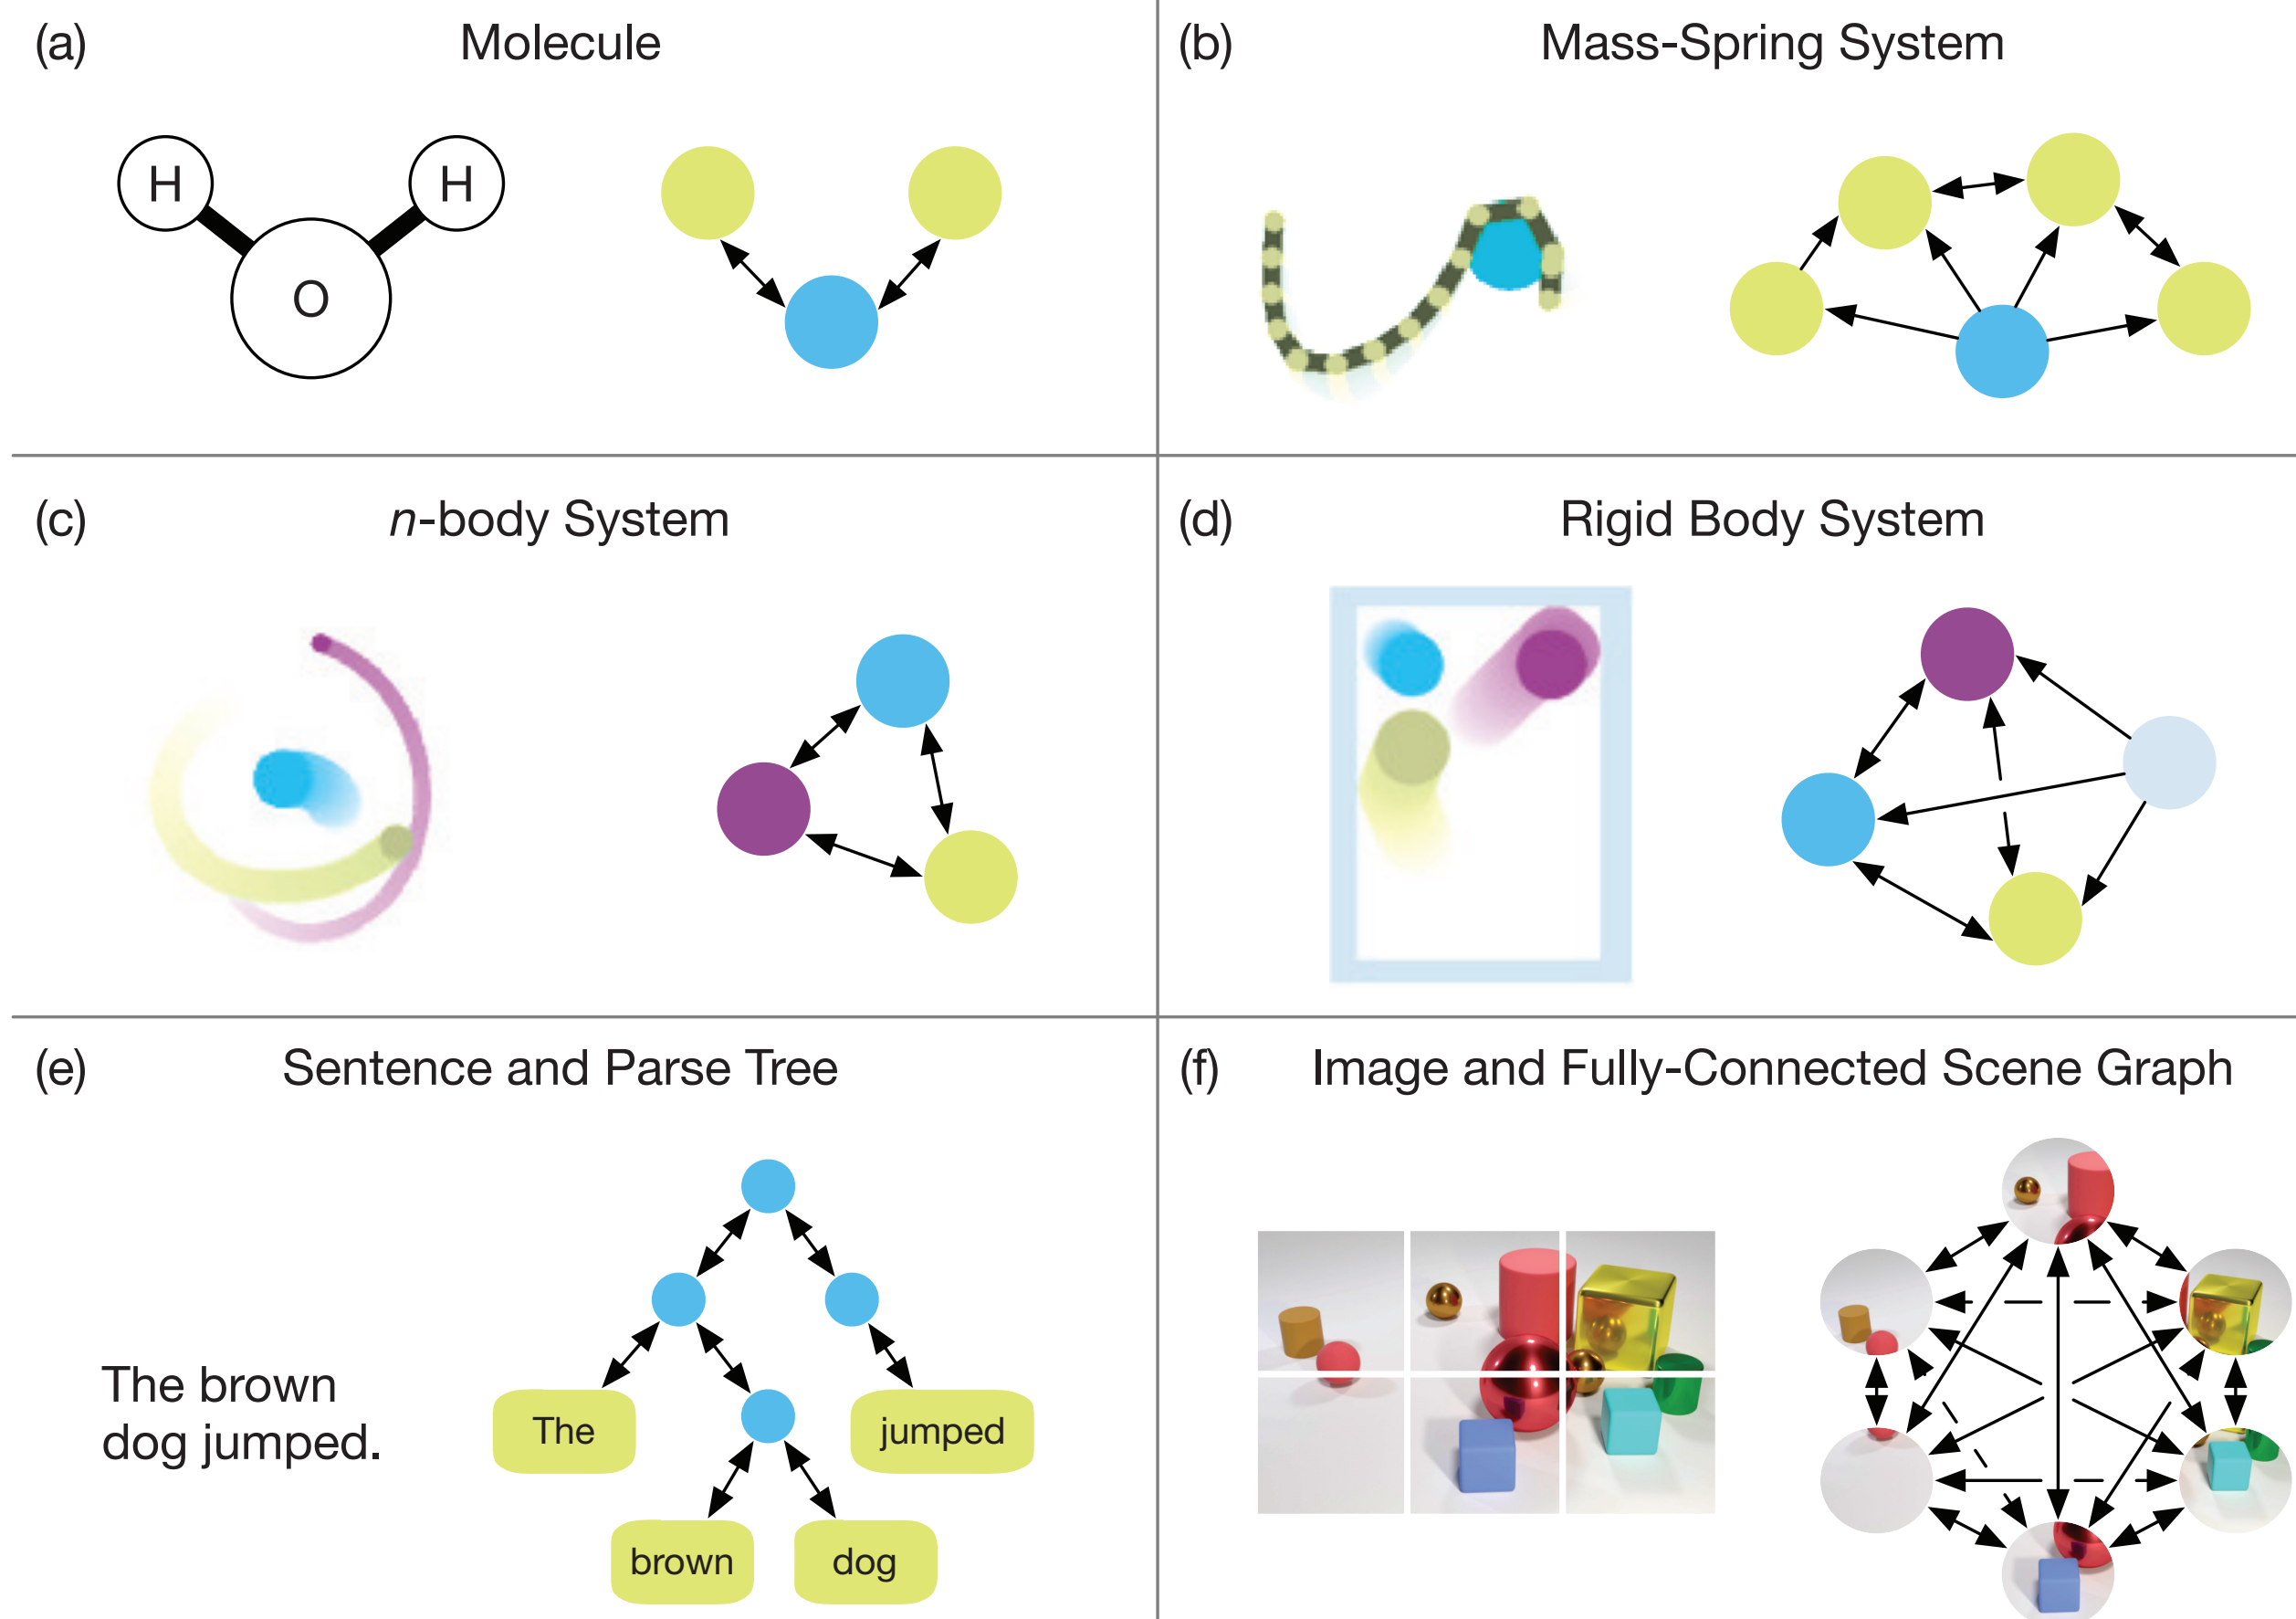 (a)
Molecule
H
H
O
(b)
Mass-Spring System
(c)
n-body System
(d)
Rigid Body System
(e)
Sentence and Parse Tree
The brown
dog jumped.
The
jumped
brown
dog
(f)
Image and Fully-Connected Scene Graph